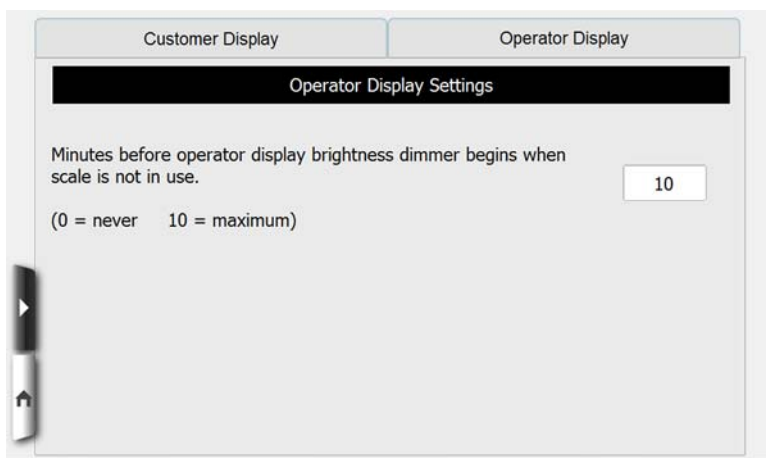 Customer Display
Operator Display
Operator Display Settings
Minutes before operator display brightness dimmer begins when
scale is not in use.
10
(0 = never 10 = maximum)